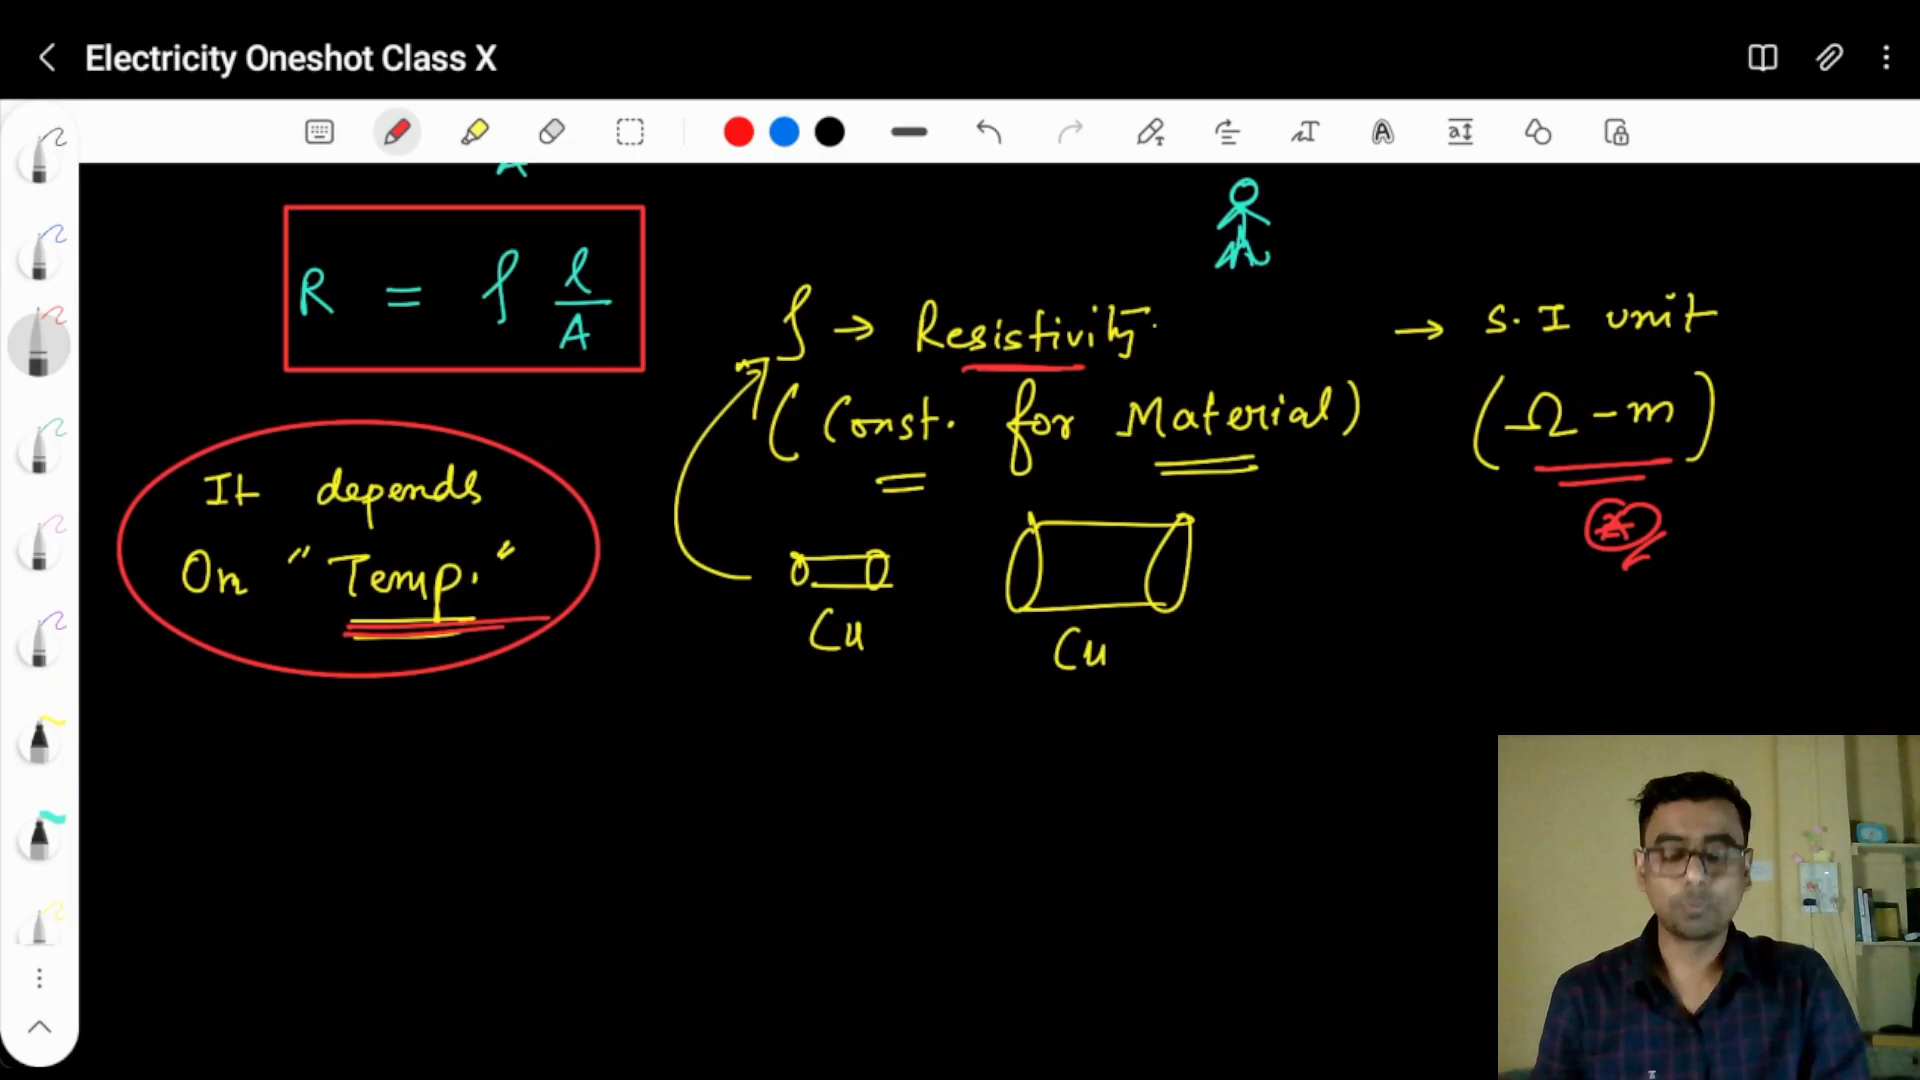 Electricity Oneshot Class X
A
R = ρ l/A
ρ → Resistivity.
(Const. for Material)
→ S.I unit
(Ω - m)
It depends
On "Temp."
Cu
Cu